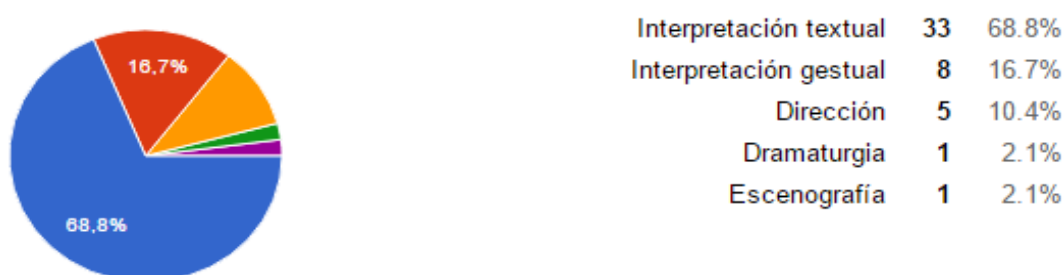 16,7%
68,8%
Interpretación textual 33 68.8%
Interpretación gestual 8 16.7%
Dirección 5 10.4%
Dramaturgia 1 2.1%
Escenografía 1 2.1%